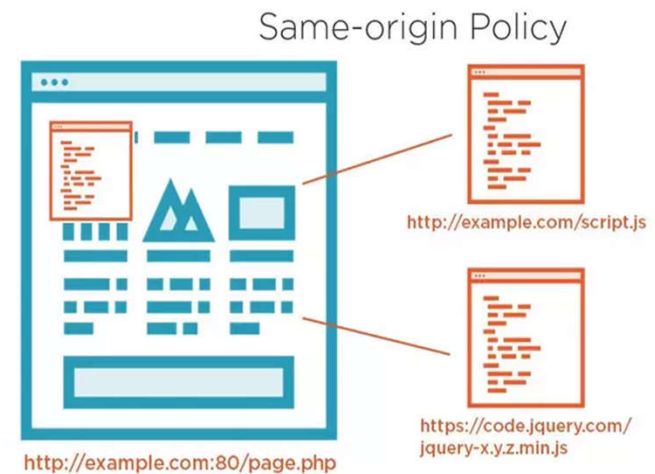 Same-origin Policy
http://example.com/script.js
https://code.jquery.com/
jquery-x.y.z.min.js
http://example.com:80/page.php